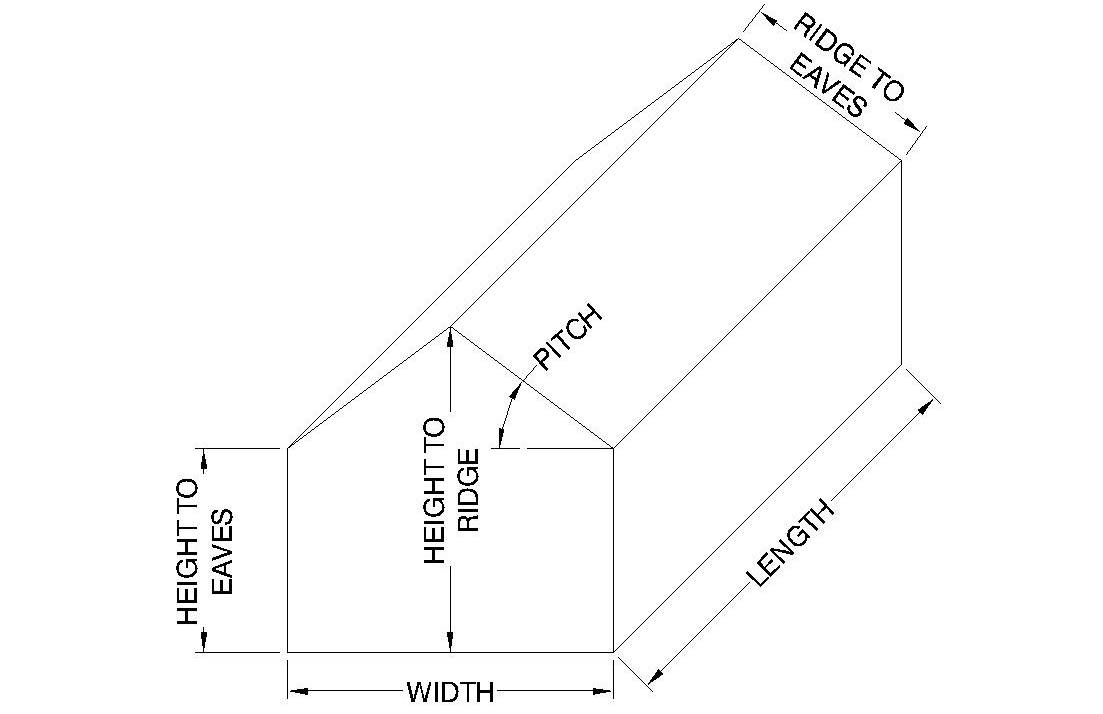 RIDGE TO
EAVES
PITCH
HEIGHT TO
RIDGE
HEIGHT TO
EAVES
LENGTH
WIDTH